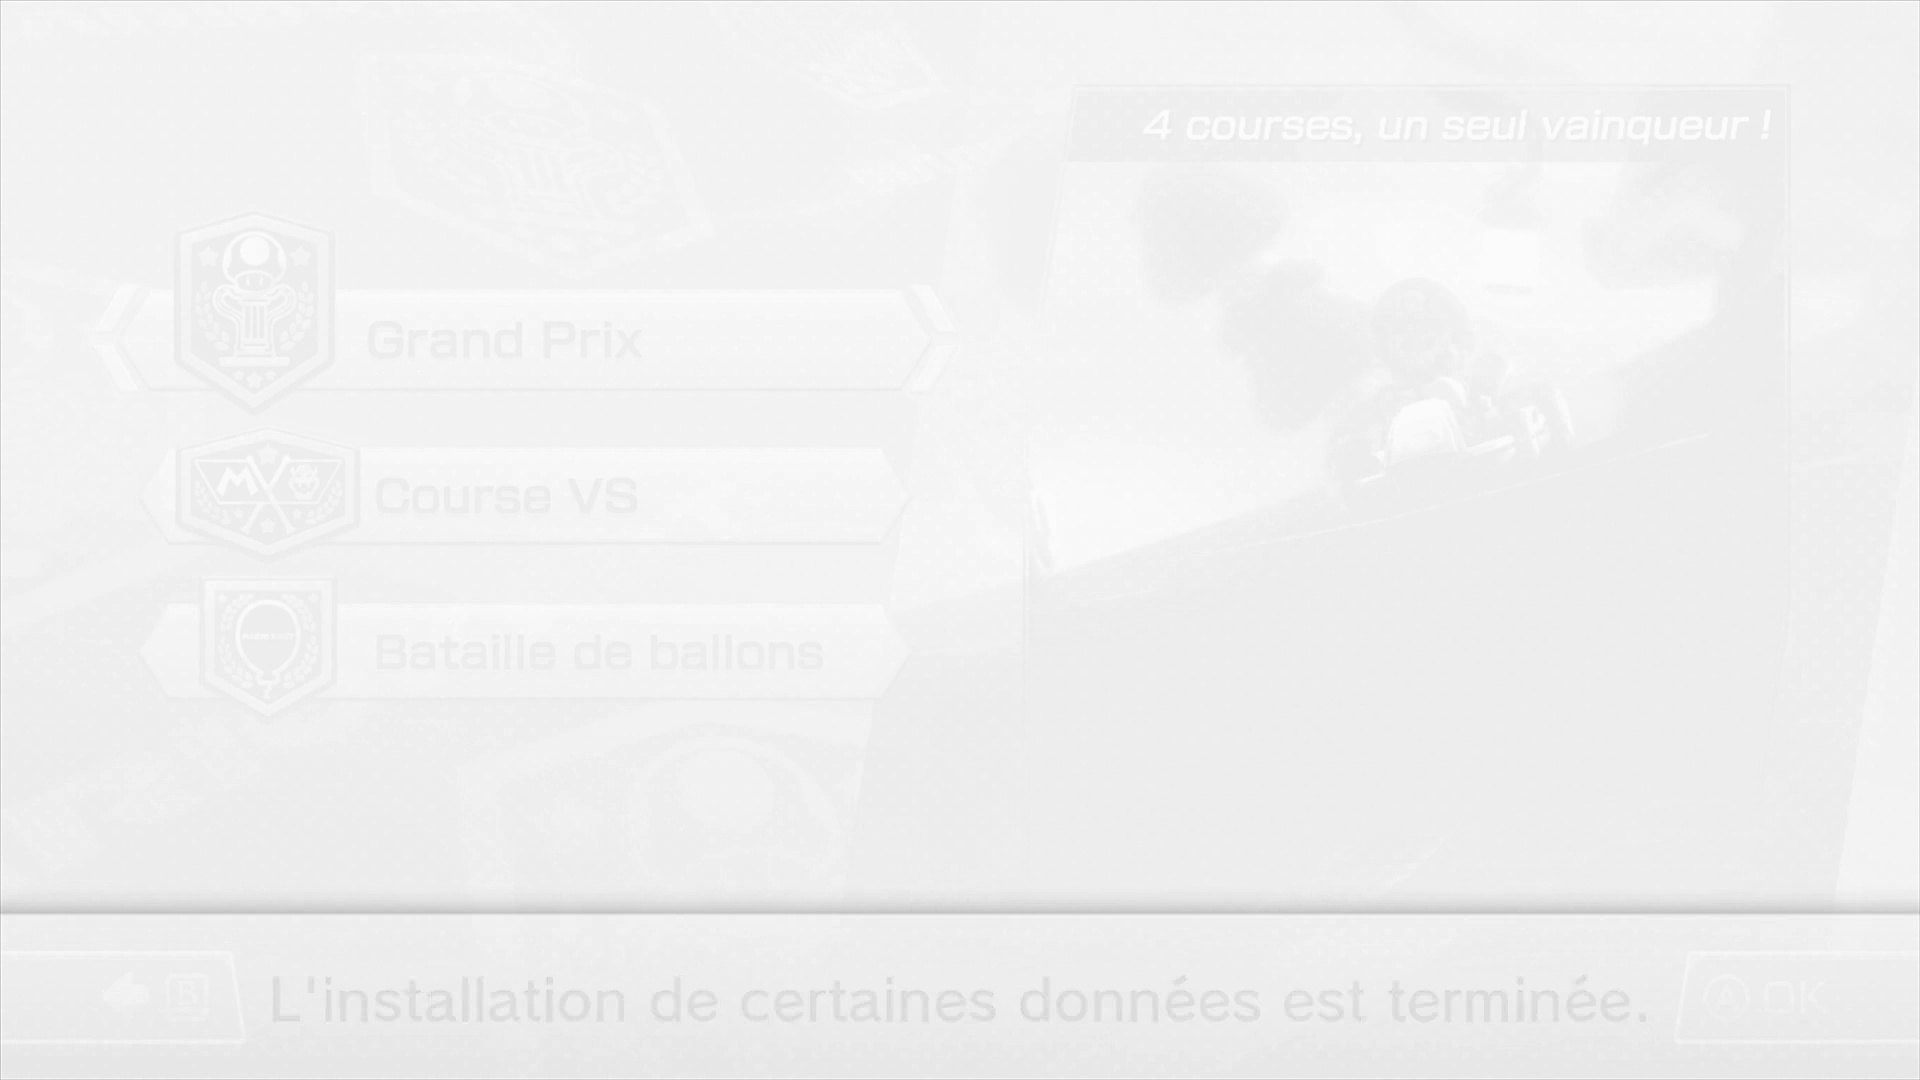 4 courses, un seul vainqueur !
Grand Prix
Course VS
Bataille de ballons
B
L'installation de certaines données est terminée.
A OK